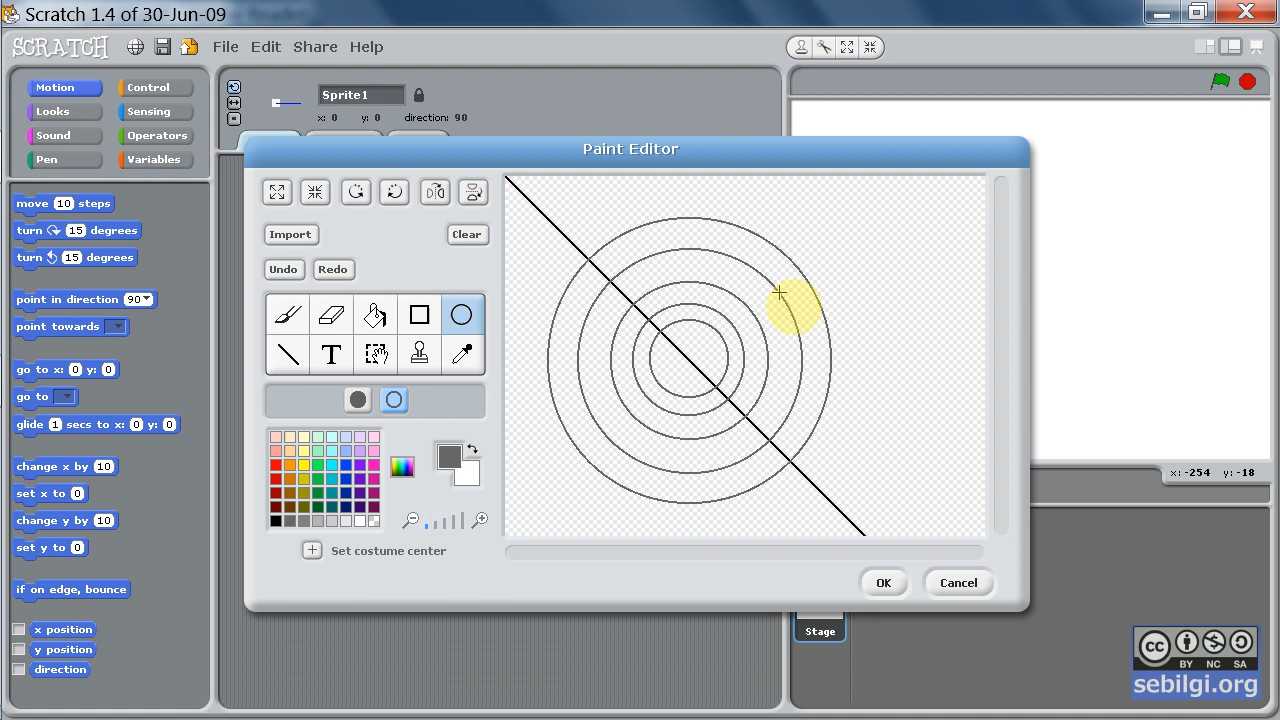 Scratch 1.4 of 30-Jun-09
SCRATCH File Edit Share Help
Motion Control
Looks Sensing
Sound Operators
Pen Variables
Sprite1
x: 0 y: 0 direction: 90
Paint Editor
move 10 steps
turn 15 degrees
turn 15 degrees
point in direction 90
point towards
go to x: 0 y: 0
go to
glide 1 secs to x: 0 y: 0
change x by 10
set x to 0
change y by 10
set y to 0
if on edge, bounce
x position
y position
direction
Import Clear
Undo Redo
T
Set costume center
OK Cancel
x: -254 y: -18
Stage
cc BY NC SA
sebilgi.org